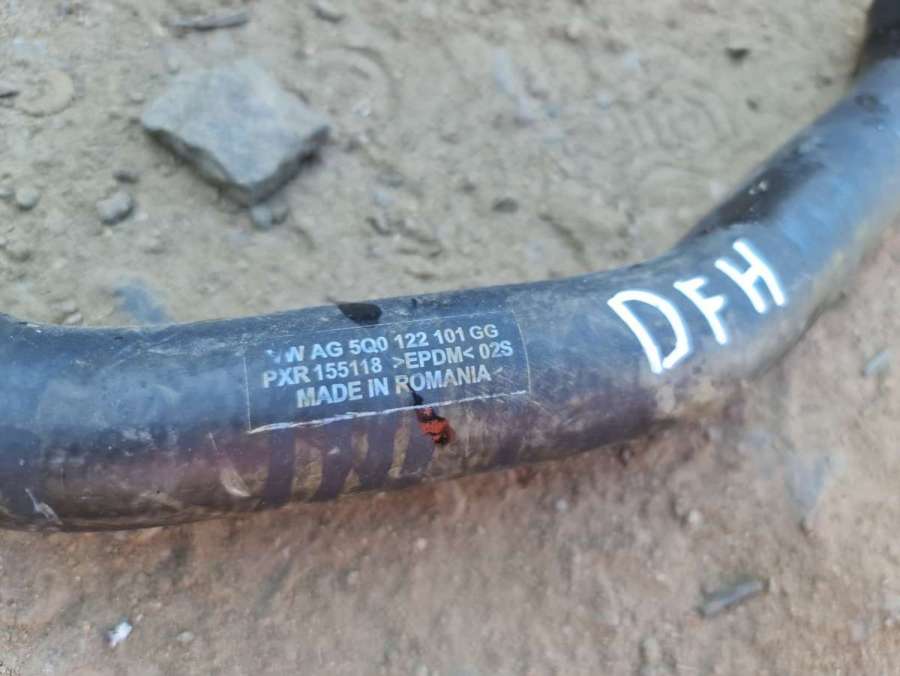 VW AG 5Q0 122 101 GG
PXR 155118 >EPDM< 02S
MADE IN ROMANIA
DFH